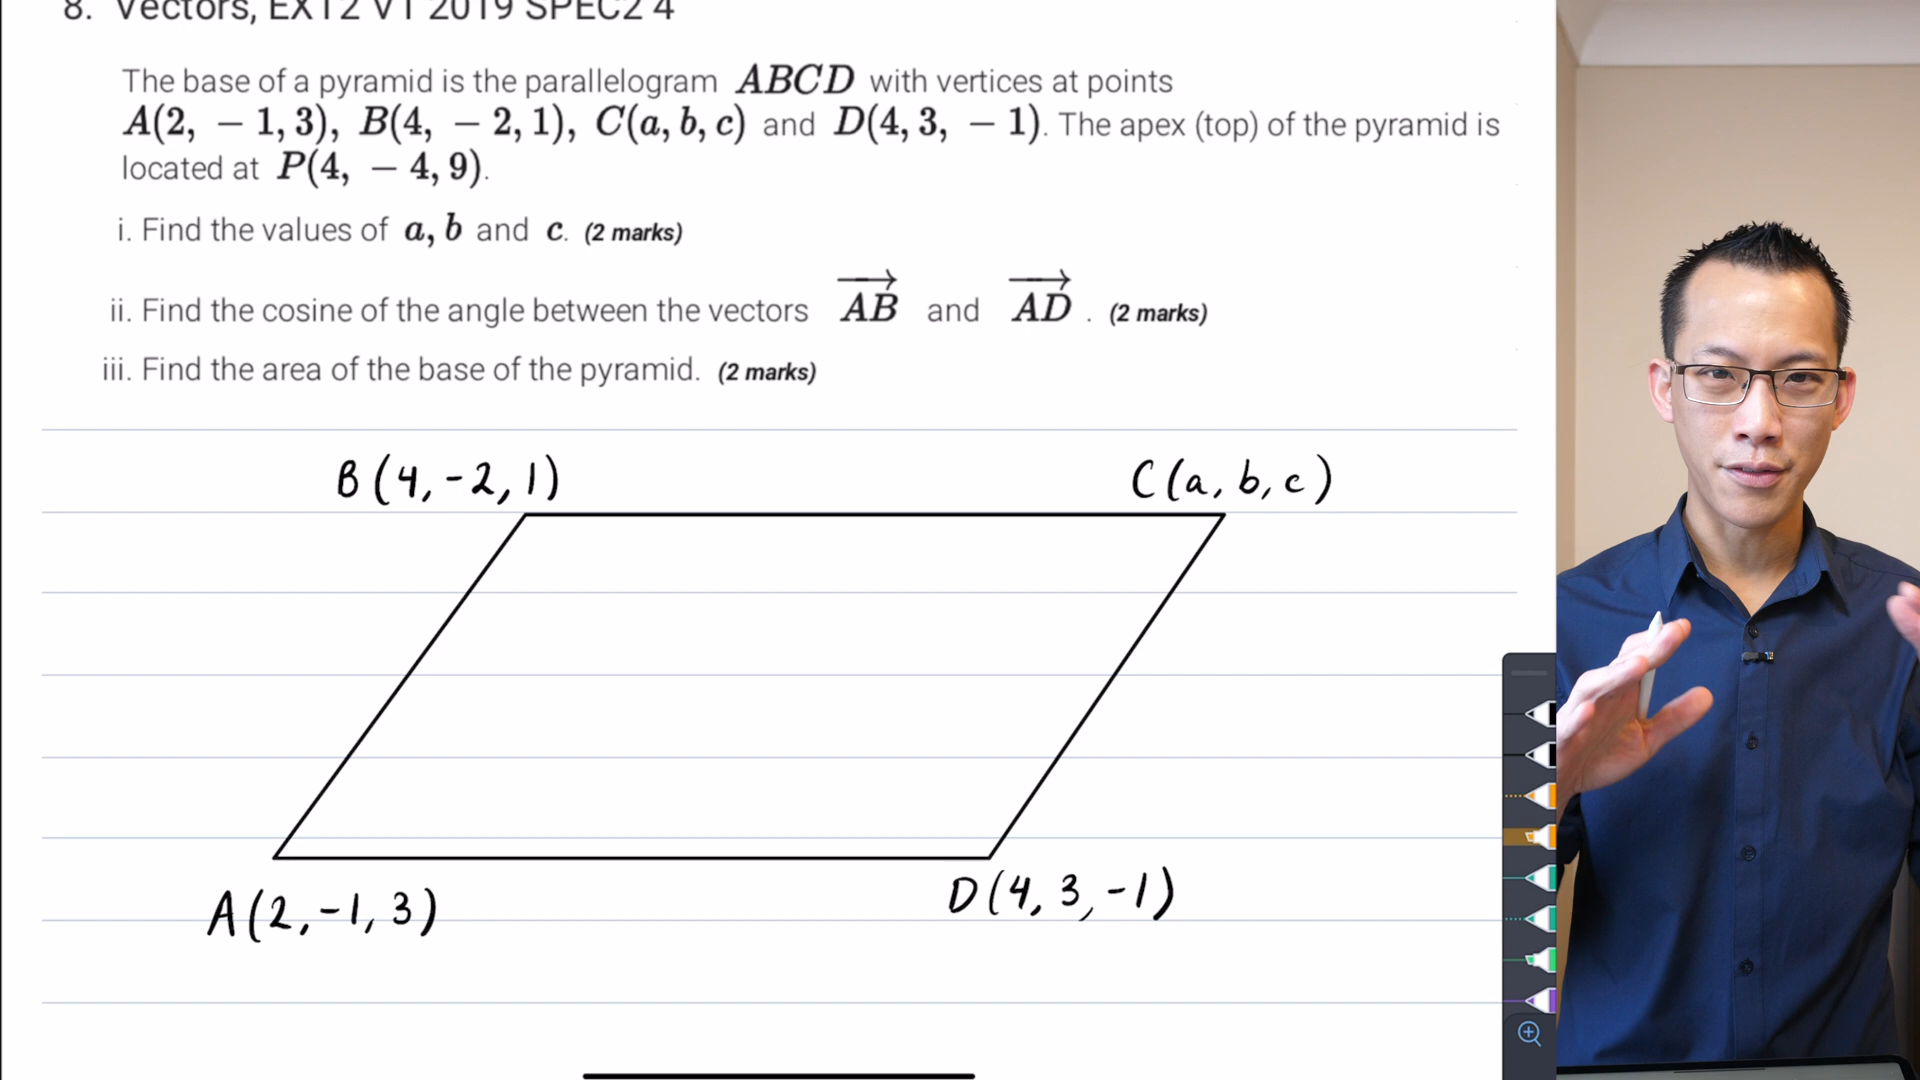 8. Vectors, EXT2 V1 2019 SPEC2 4
The base of a pyramid is the parallelogram ABCD with vertices at points
A(2, − 1, 3), B(4, − 2, 1), C(a, b, c) and D(4, 3, − 1). The apex (top) of the pyramid is
located at P(4, − 4, 9).
i. Find the values of a, b and c. (2 marks)
ii. Find the cosine of the angle between the vectors \overrightarrow{AB} and \overrightarrow{AD} . (2 marks)
iii. Find the area of the base of the pyramid. (2 marks)
B(4,-2,1)
C(a, b, c)
A(2,-1,3)
D(4,3,-1)